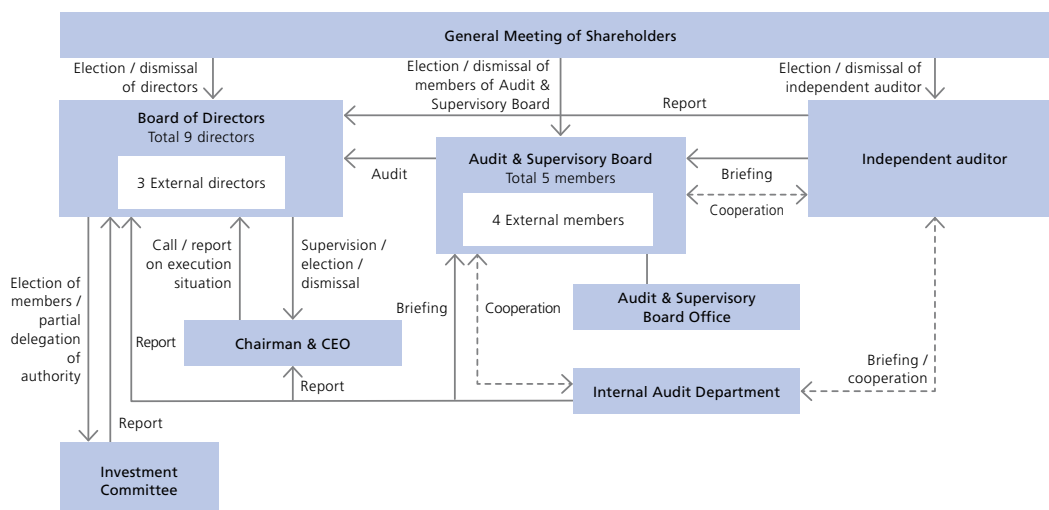 General Meeting of Shareholders
Election / dismissal
of directors
Election / dismissal of
members of Audit &
Supervisory Board
Election / dismissal of
independent auditor
Board of Directors
Total 9 directors
3 External directors
Report
Audit
Audit & Supervisory Board
Total 5 members
4 External members
Briefing
Cooperation
Independent auditor
Election of
members /
partial
delegation
of
authority
Call / report
on execution
situation
Supervision /
election /
dismissal
Briefing
Cooperation
Audit & Supervisory
Board Office
Report
Chairman & CEO
Report
Internal Audit Department
Briefing /
cooperation
Report
Investment
Committee